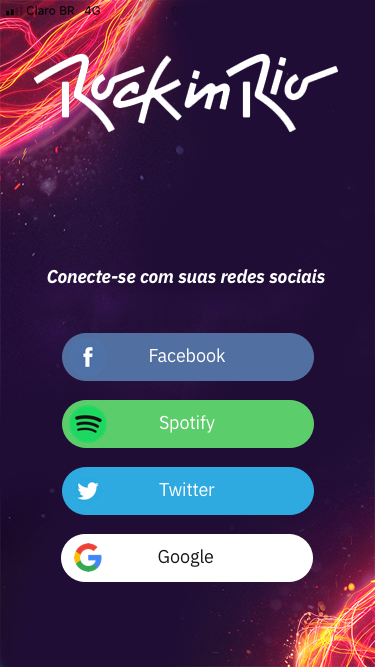 Claro BR 4G
Rock in Rio
Conecte-se com suas redes sociais
Facebook
Spotify
Twitter
Google